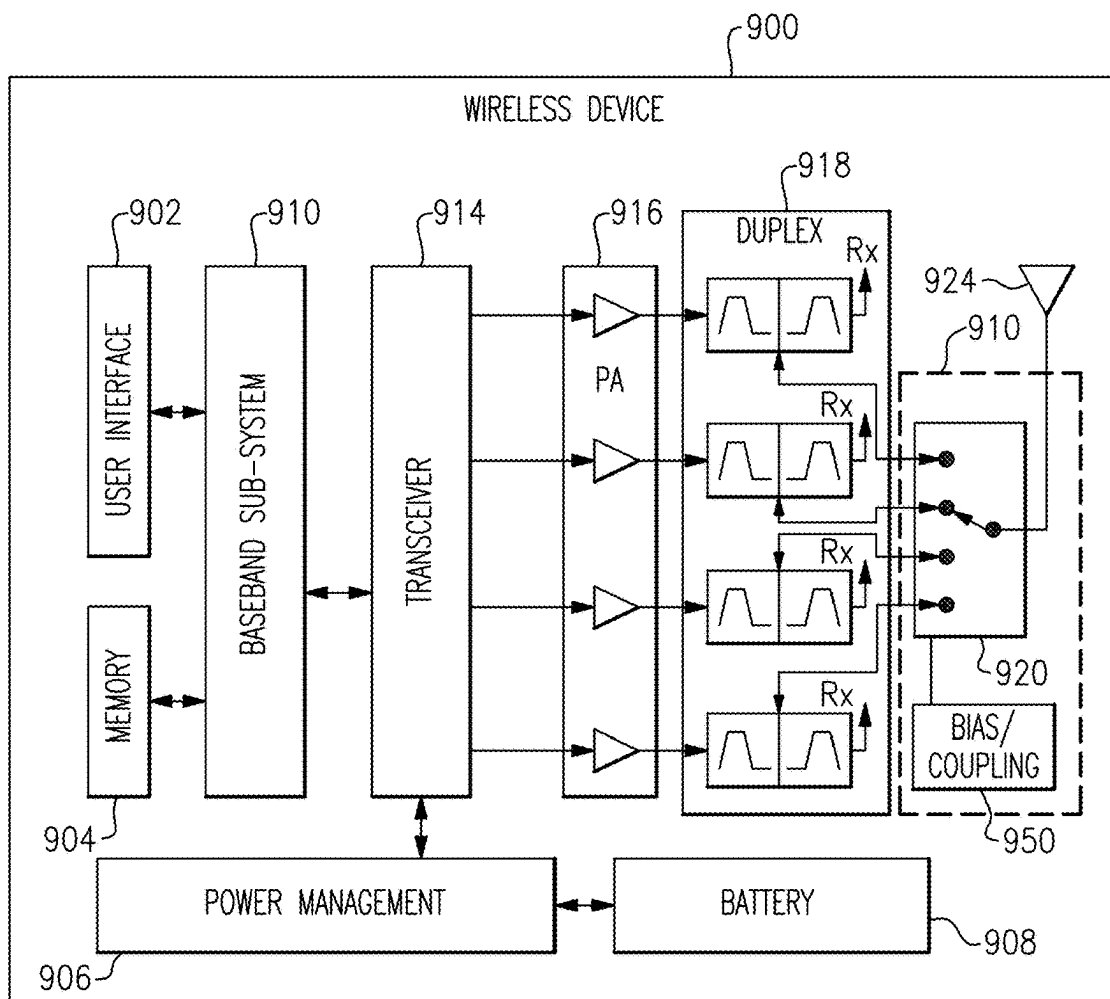 900
WIRELESS DEVICE
918
902
910
914
916
DUPLEX
Rx
924
910
USER INTERFACE
BASEBAND SUB-SYSTEM
TRANSCEIVER
PA
Rx
Rx
920
MEMORY
Rx
BIAS/
COUPLING
904
950
POWER MANAGEMENT
BATTERY
906
908